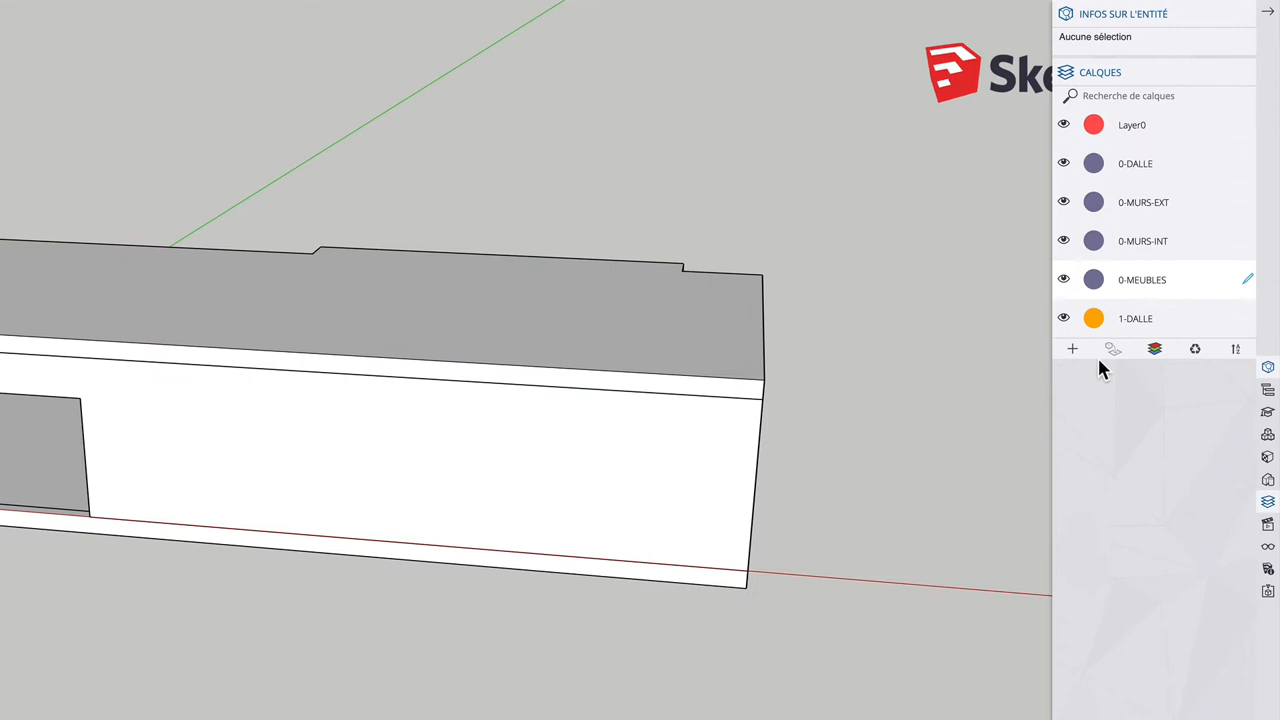 INFOS SUR L'ENTITÉ
Aucune sélection
Ske
CALQUES
Recherche de calques
Layer0
0-DALLE
0-MURS-EXT
0-MURS-INT
0-MEUBLES
1-DALLE